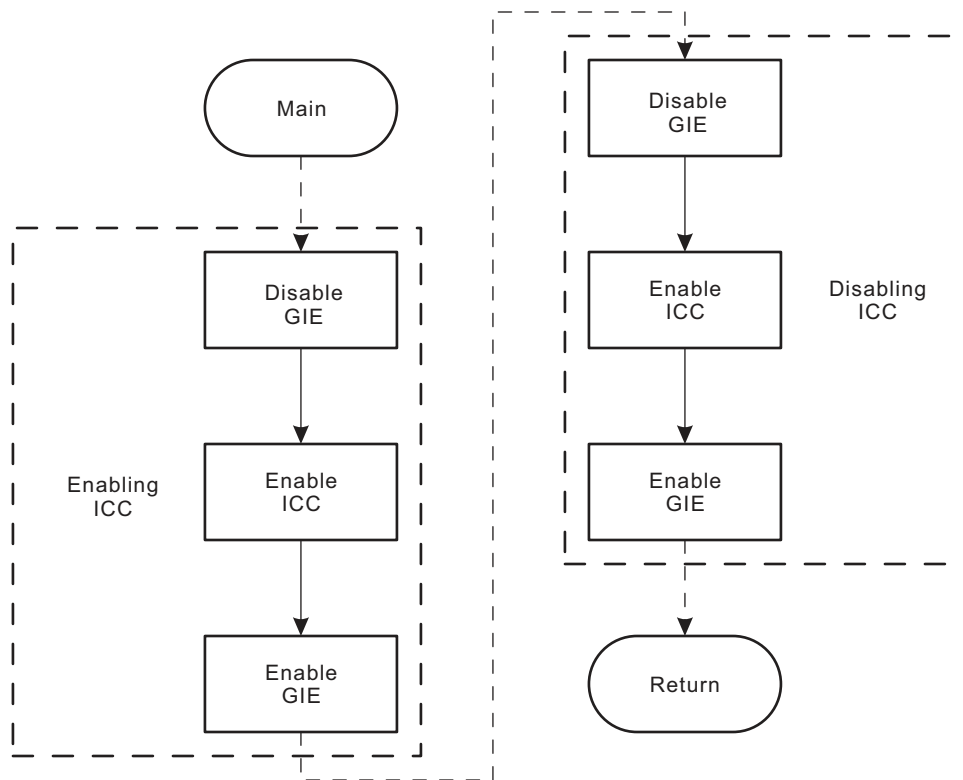 Main
Disable
GIE
Enabling
ICC
Enable
ICC
Enable
GIE
Disable
GIE
Enable
ICC
Disabling
ICC
Enable
GIE
Return